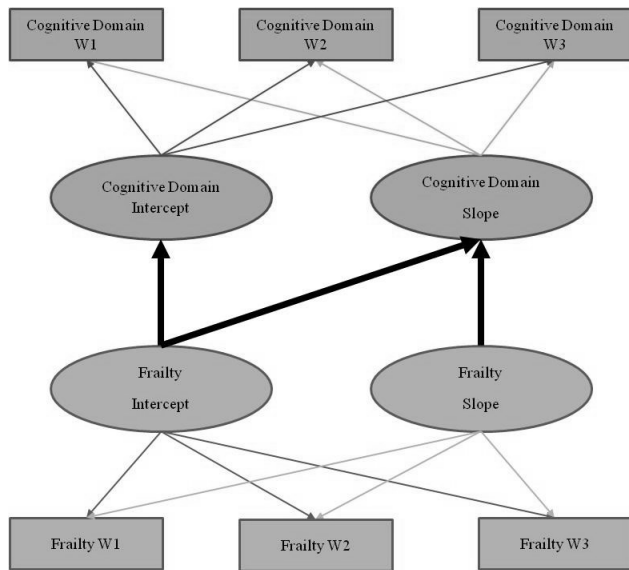 Cognitive Domain
W1
Cognitive Domain
W2
Cognitive Domain
W3
Cognitive Domain
Intercept
Cognitive Domain
Slope
Frailty
Intercept
Frailty
Slope
Frailty W1
Frailty W2
Frailty W3